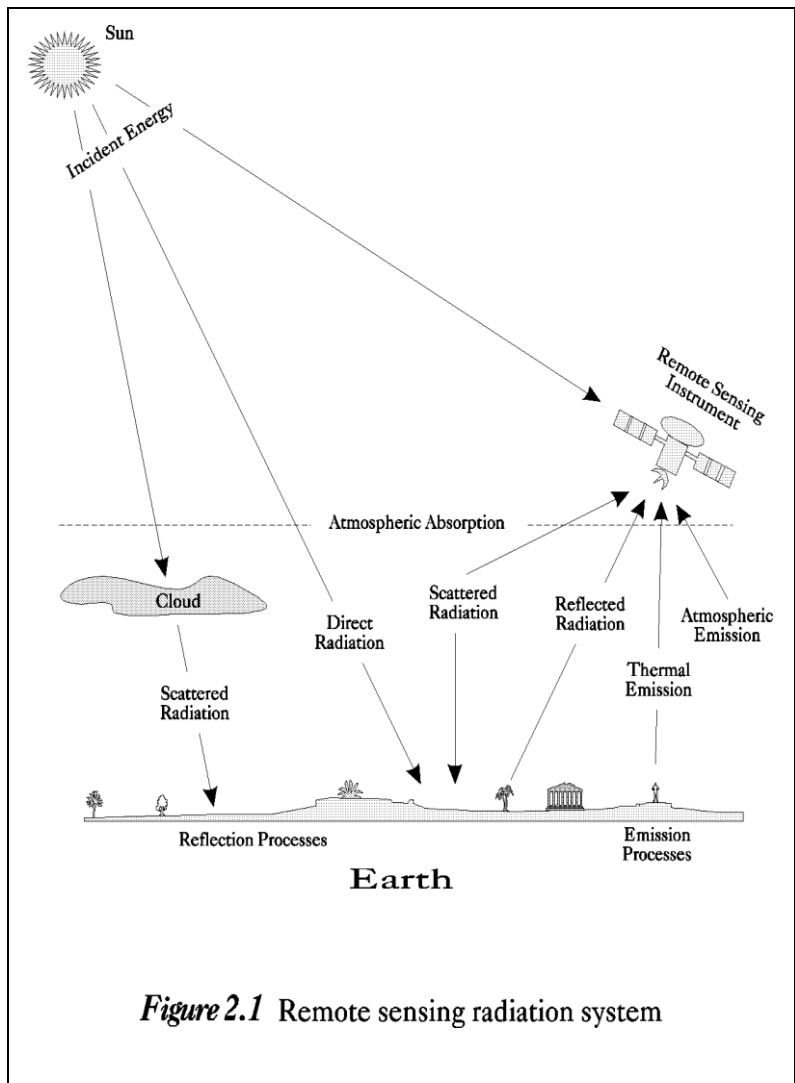 Sun
Incident Energy
Remote Sensing
Instrument
Atmospheric Absorption
Cloud
Direct
Radiation
Scattered
Radiation
Reflected
Radiation
Atmospheric
Emission
Thermal
Emission
Scattered
Radiation
Reflection Processes
Emission
Processes
Earth
Figure 2.1 Remote sensing radiation system